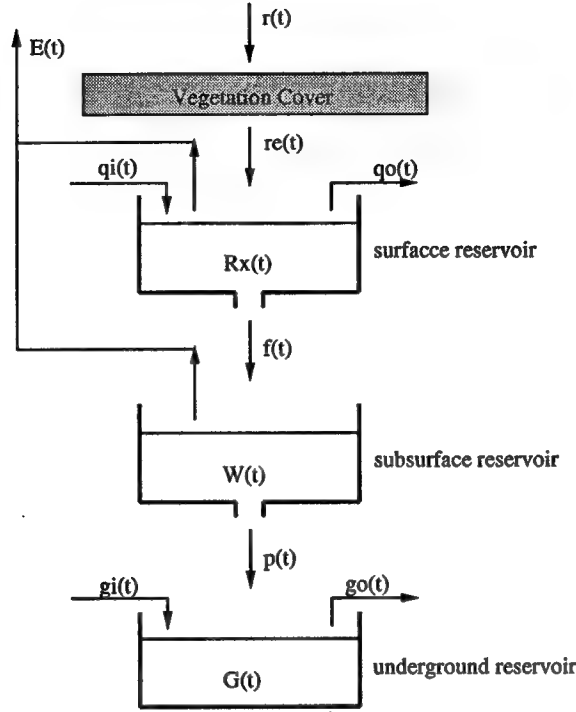 r(t)
E(t)
Vegetation Cover
re(t)
qi(t)
qo(t)
surfacce reservoir
Rx(t)
f(t)
subsurface reservoir
W(t)
p(t)
gi(t)
go(t)
underground reservoir
G(t)